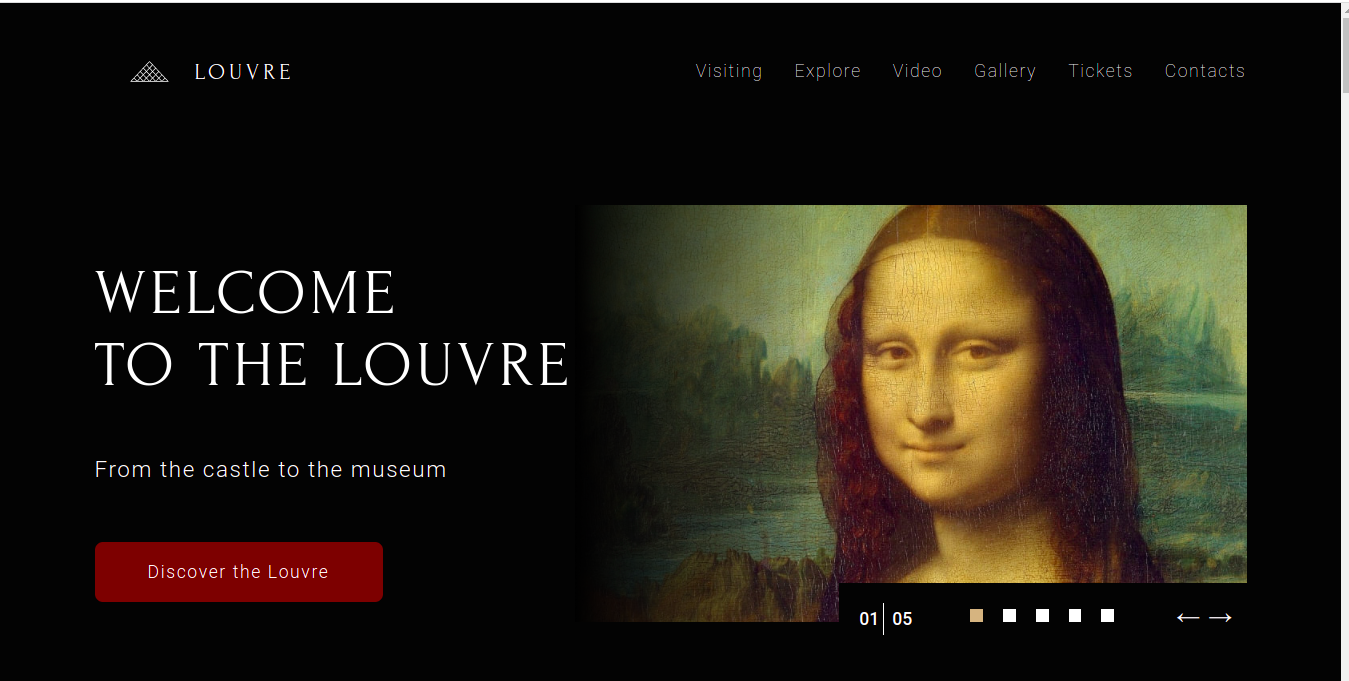 LOUVRE
Visiting Explore Video Gallery Tickets Contacts
WELCOME
TO THE LOUVRE
From the castle to the museum
Discover the Louvre
01 05